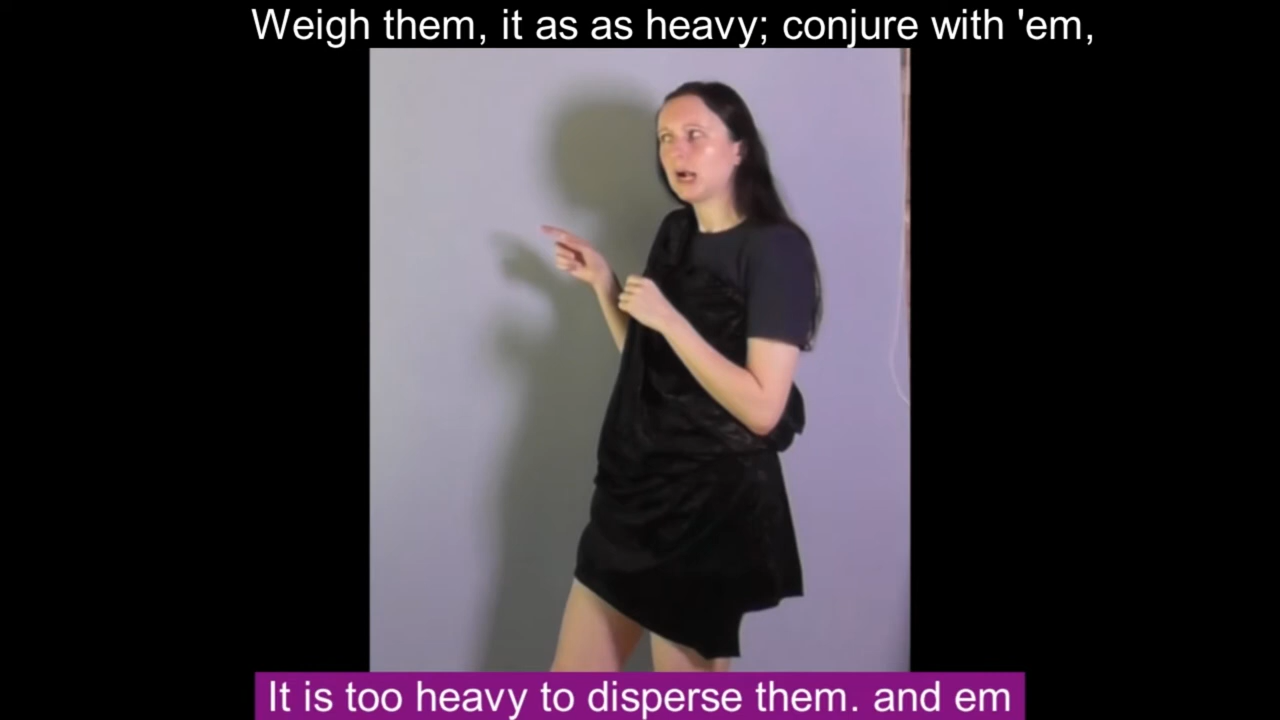 Weigh them, it as as heavy; conjure with 'em,
It is too heavy to disperse them. and em